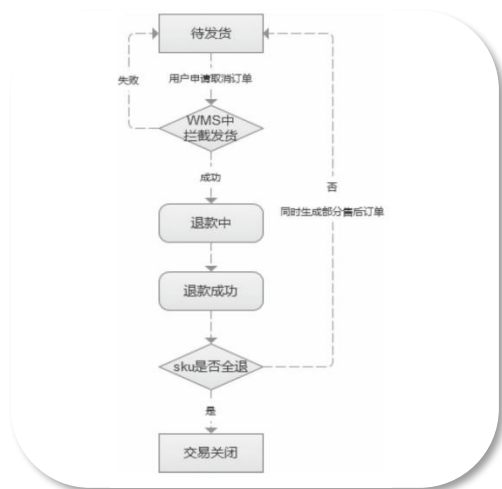 待发货
失败
用户申请取消订单
WMS中
拦截发货
成功
否
同时生成部分售后订单
退款中
退款成功
sku是否全退
是
交易关闭